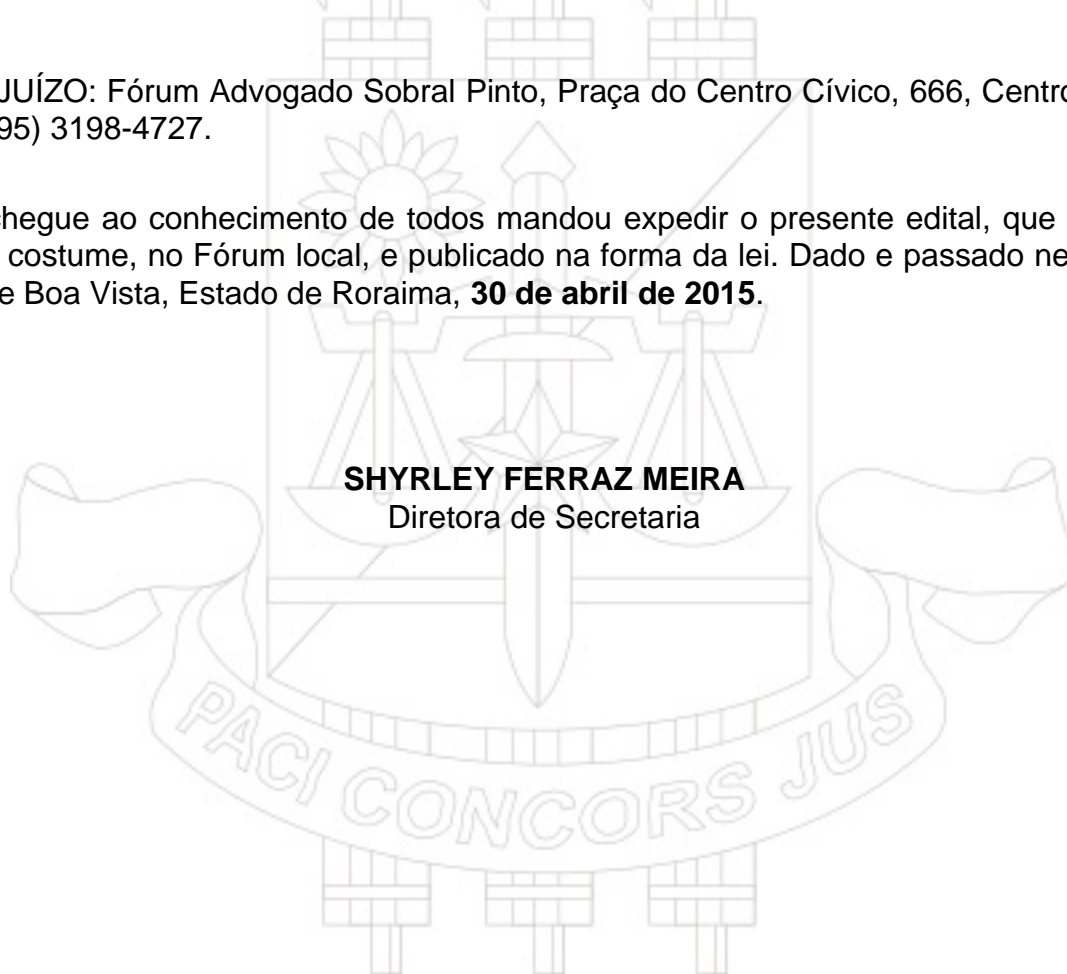 JUÍZO: Fórum Advogado Sobral Pinto, Praça do Centro Cívico, 666, Centro
95) 3198-4727.
chegue ao conhecimento de todos mandou expedir o presente edital, que
costume, no Fórum local, e publicado na forma da lei. Dado e passado ne
e Boa Vista, Estado de Roraima, 30 de abril de 2015.
SHYRLEY FERRAZ MEIRA
Diretora de Secretaria
PACI CONCORS JUS